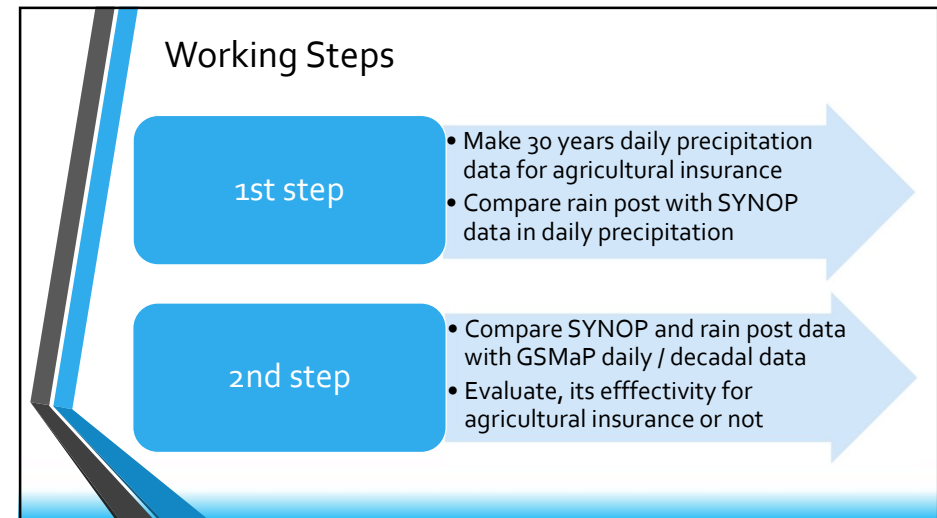 Working Steps
1st step
• Make 30 years daily precipitation
data for agricultural insurance
• Compare rain post with SYNOP
data in daily precipitation
2nd step
• Compare SYNOP and rain post data
with GSMaP daily / decadal data
• Evaluate, its efffectivity for
agricultural insurance or not